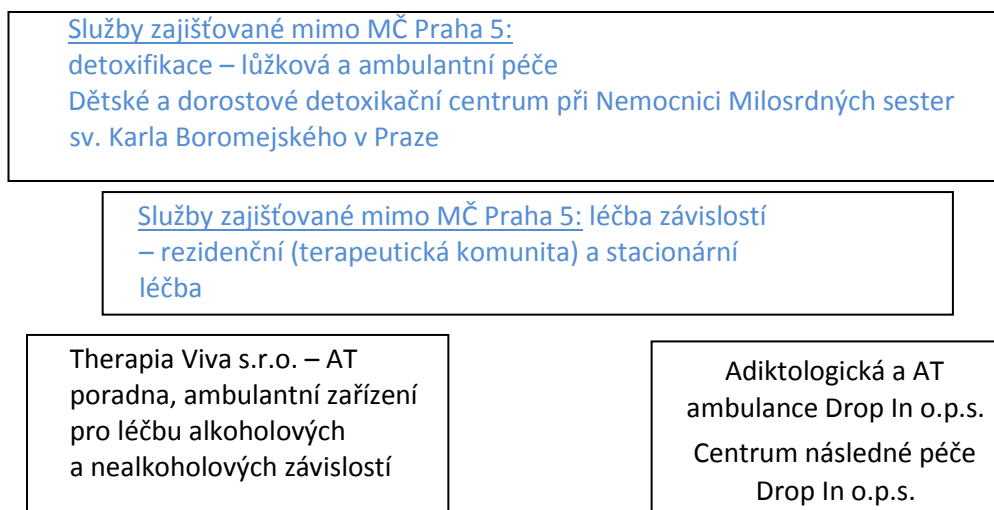 Služby zajišťované mimo MČ Praha 5:
detoxifikace – lůžková a ambulantní péče
Dětské a dorostové detoxikační centrum při Nemocnici Milosrdných sester
sv. Karla Boromejského v Praze
Služby zajišťované mimo MČ Praha 5: léčba závislostí
– rezidenční (terapeutická komunita) a stacionární
léčba
Therapia Viva s.r.o. – AT
poradna, ambulantní zařízení
pro léčbu alkoholových
a nealkoholových závislostí
Adiktologická a AT
ambulance Drop In o.p.s.
Centrum následné péče
Drop In o.p.s.